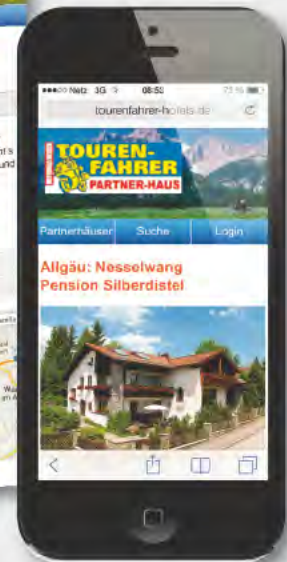 Netz 3G 08:50
tourenfahrer-hotels.de
TOUREN-
FAHRER
PARTNER-HAUS
Partnerhäuser Suche Login
Allgäu: Nesselwang
Pension Silberdistel